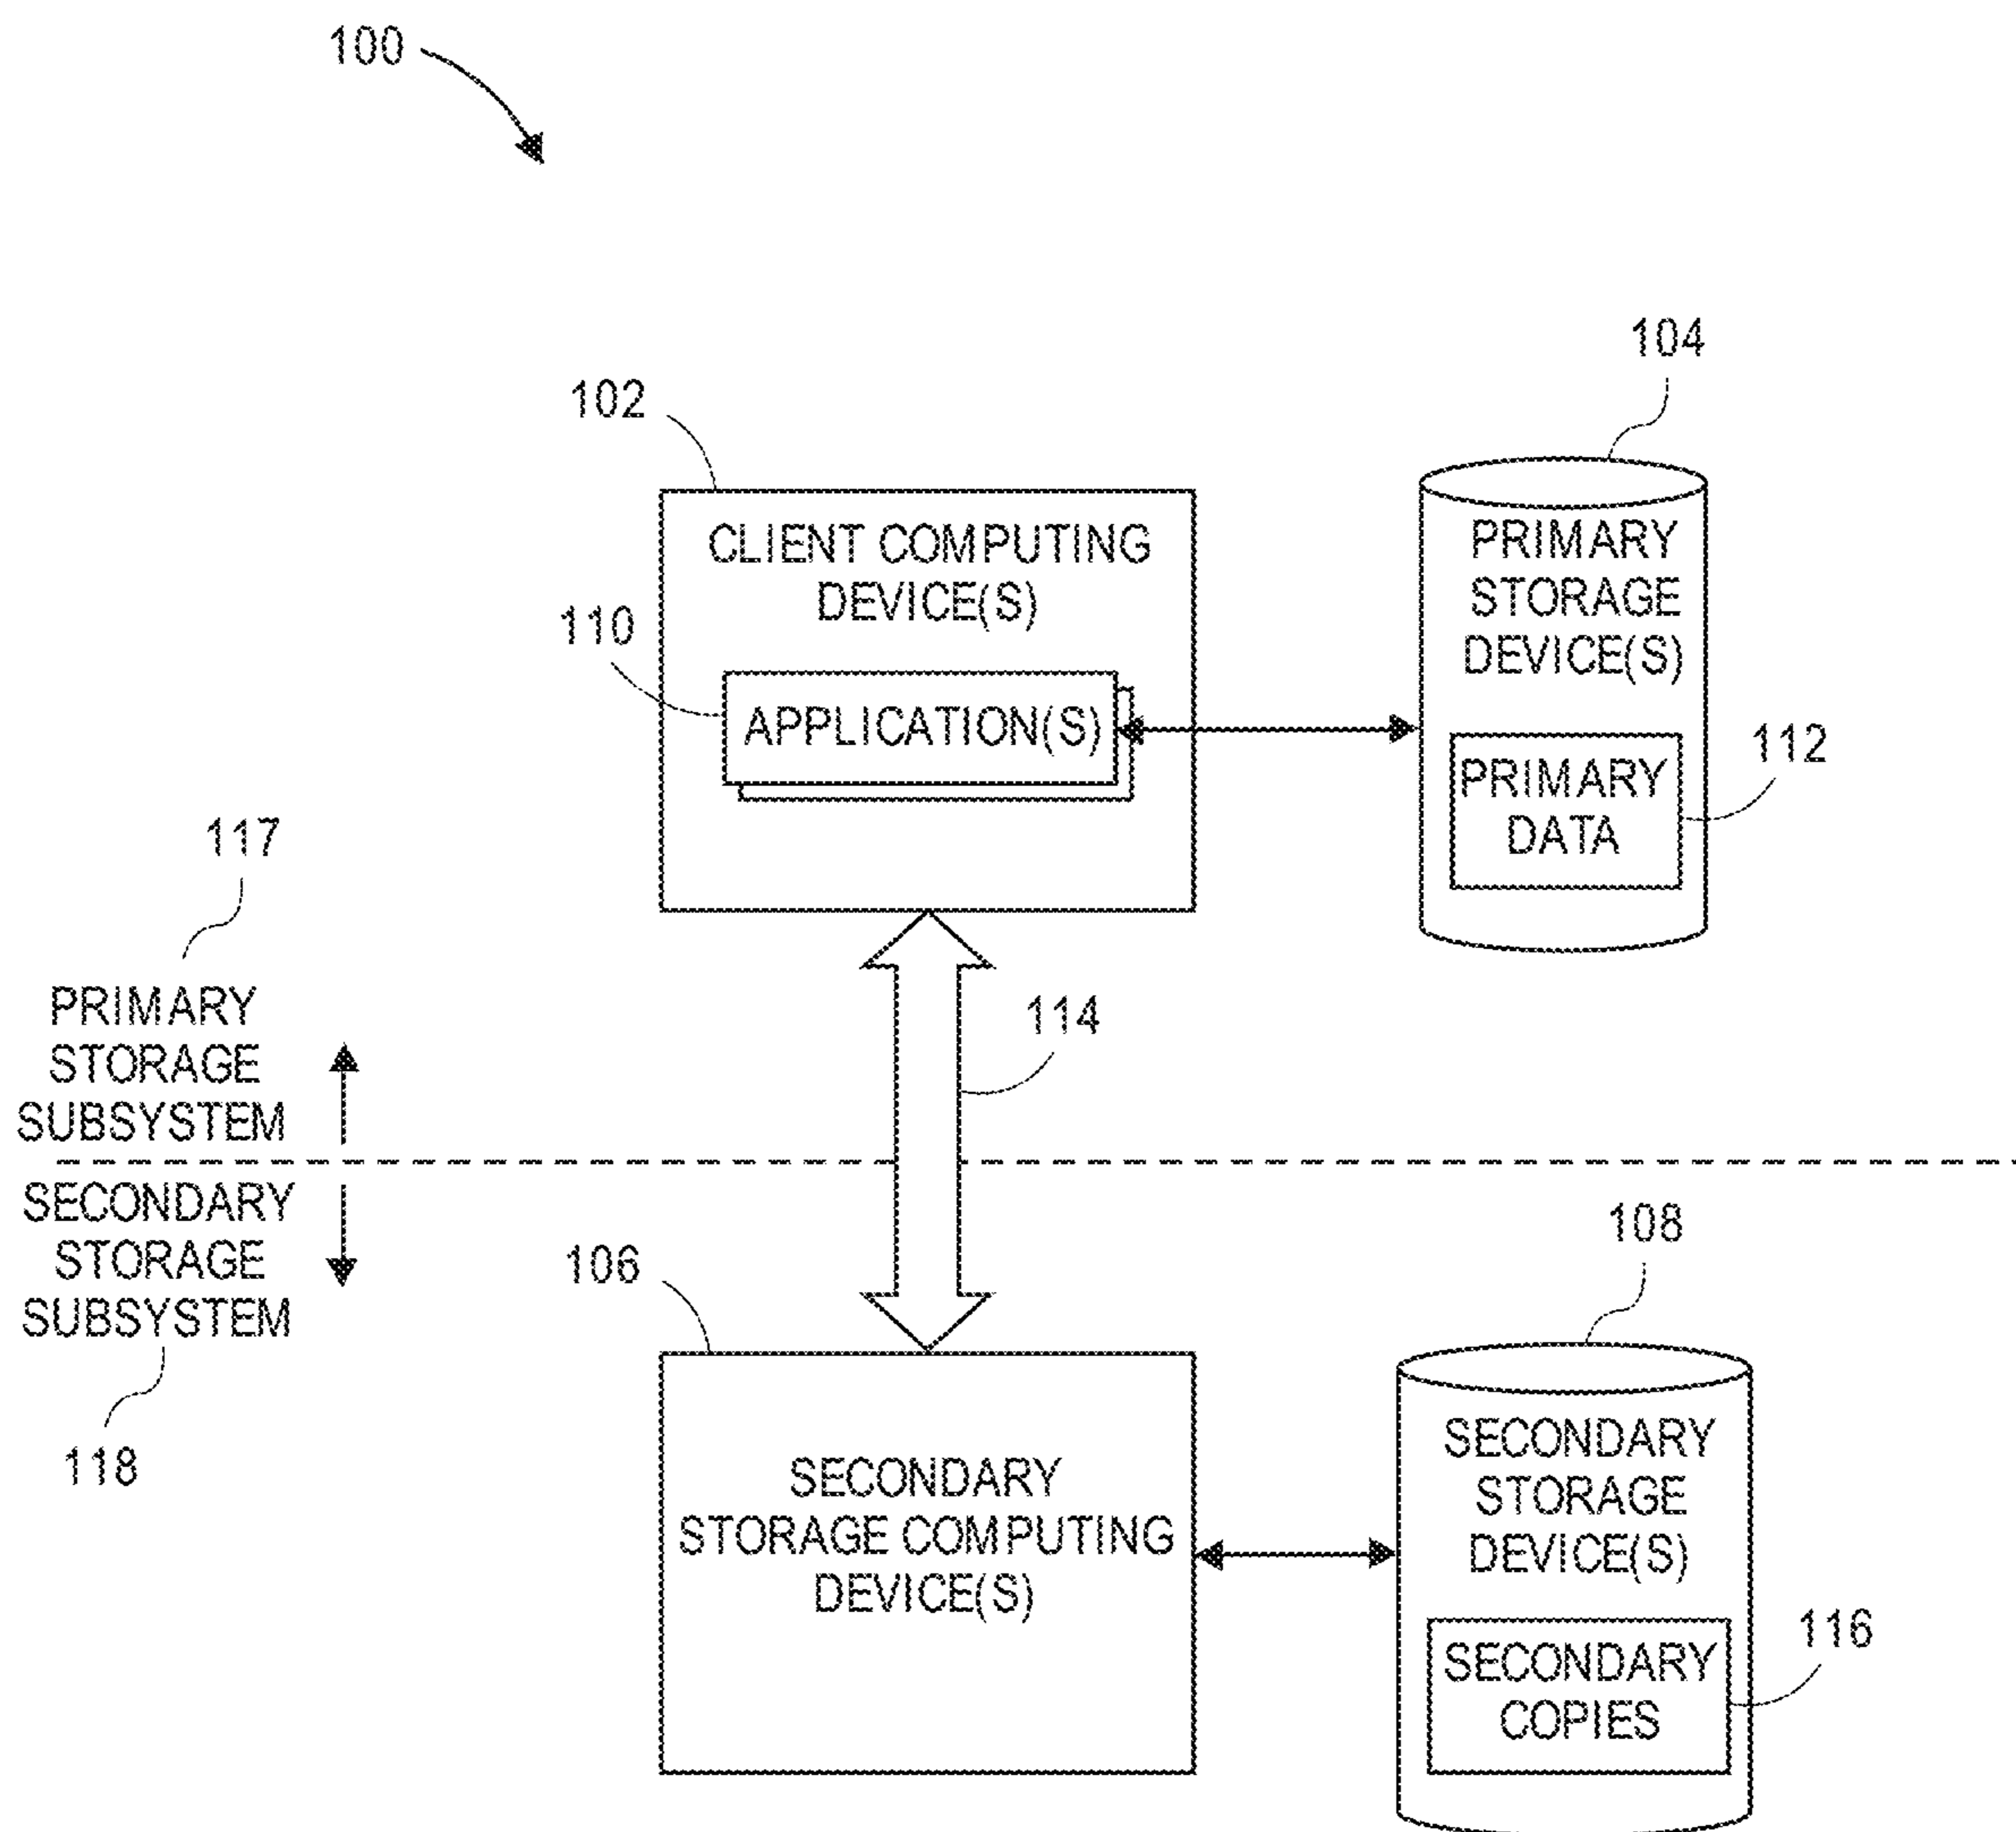 100
104
102
CLIENT COMPUTING
DEVICE(S)
PRIMARY
STORAGE
DEVICE(S)
110
APPLICATION(S)
112
PRIMARY
DATA
117
PRIMARY
STORAGE
SUBSYSTEM
114
SECONDARY
STORAGE
SUBSYSTEM
118
106
108
SECONDARY
STORAGE COMPUTING
DEVICE(S)
SECONDARY
STORAGE
DEVICE(S)
116
SECONDARY
COPIES